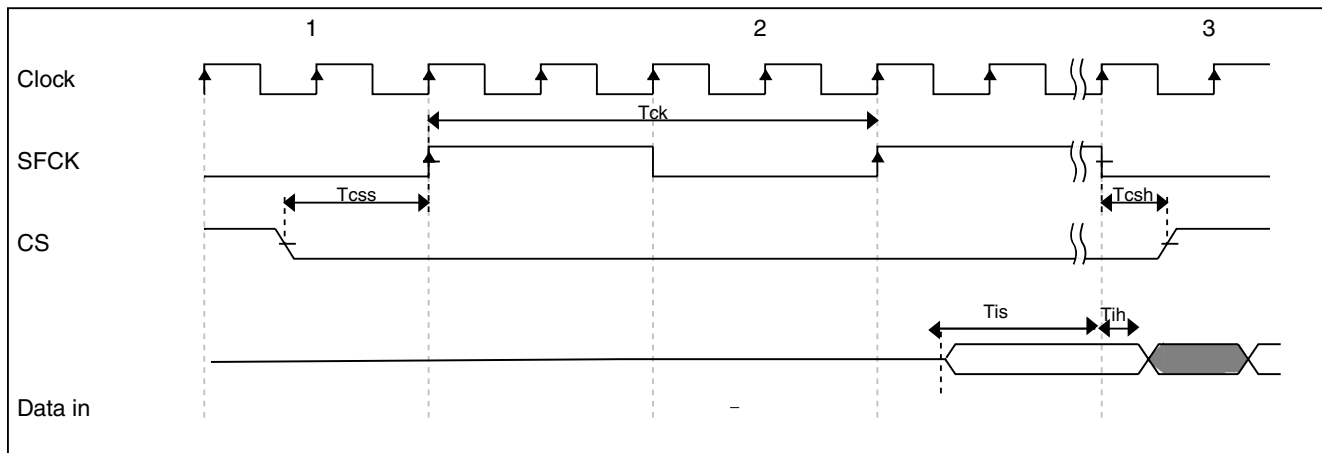 1 2 3
Clock
Tck
SFCK
Tcss Tcsh
CS
Tis Tih
Data in